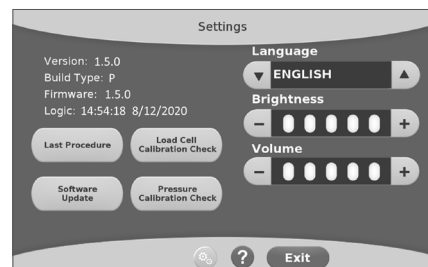 Settings
Version: 1.5.0
Build Type: P
Firmware: 1.5.0
Logic: 14:54:18 8/12/2020
Last Procedure
Load Cell
Calibration Check
Software
Update
Pressure
Calibration Check
Language
ENGLISH
Brightness
- +
Volume
- +
?
Exit